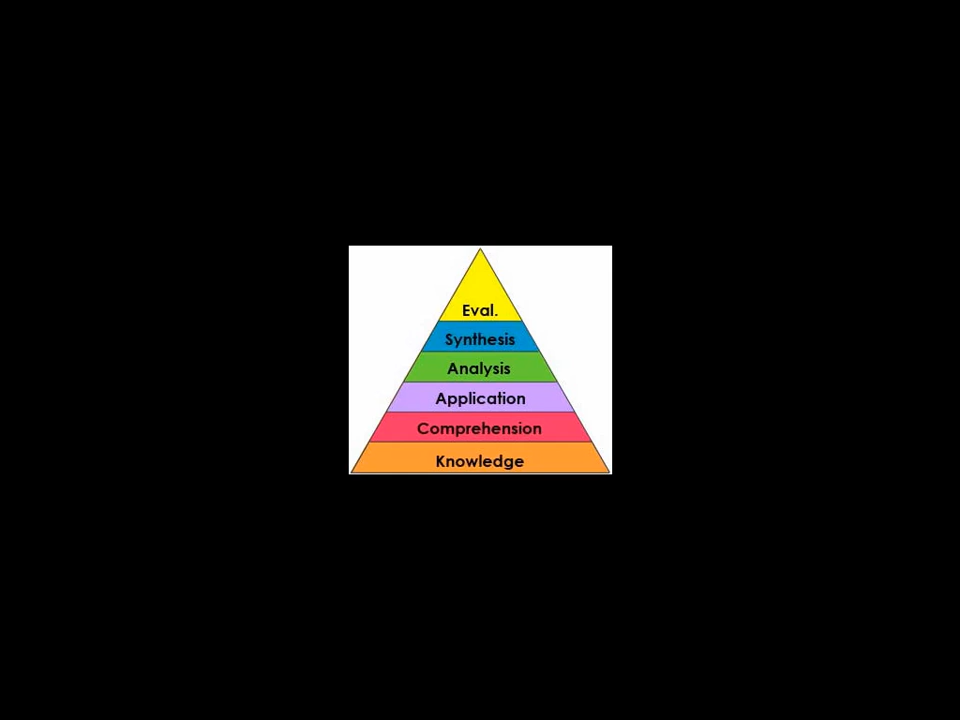 Eval.
Synthesis
Analysis
Application
Comprehension
Knowledge